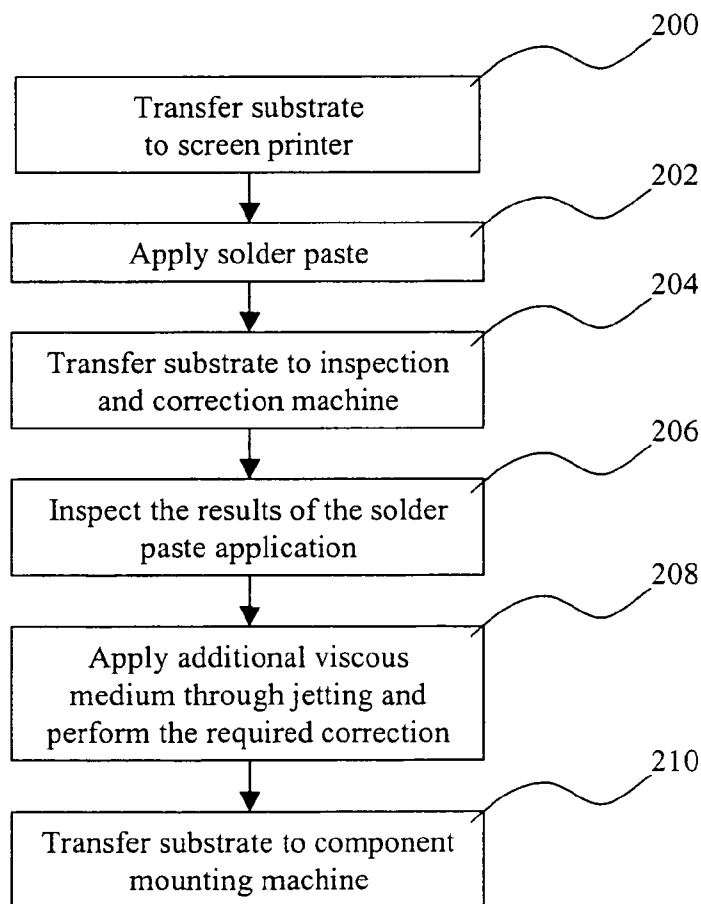 200
Transfer substrate
to screen printer
202
Apply solder paste
204
Transfer substrate to inspection
and correction machine
206
Inspect the results of the solder
paste application
208
Apply additional viscous
medium through jetting and
perform the required correction
210
Transfer substrate to component
mounting machine